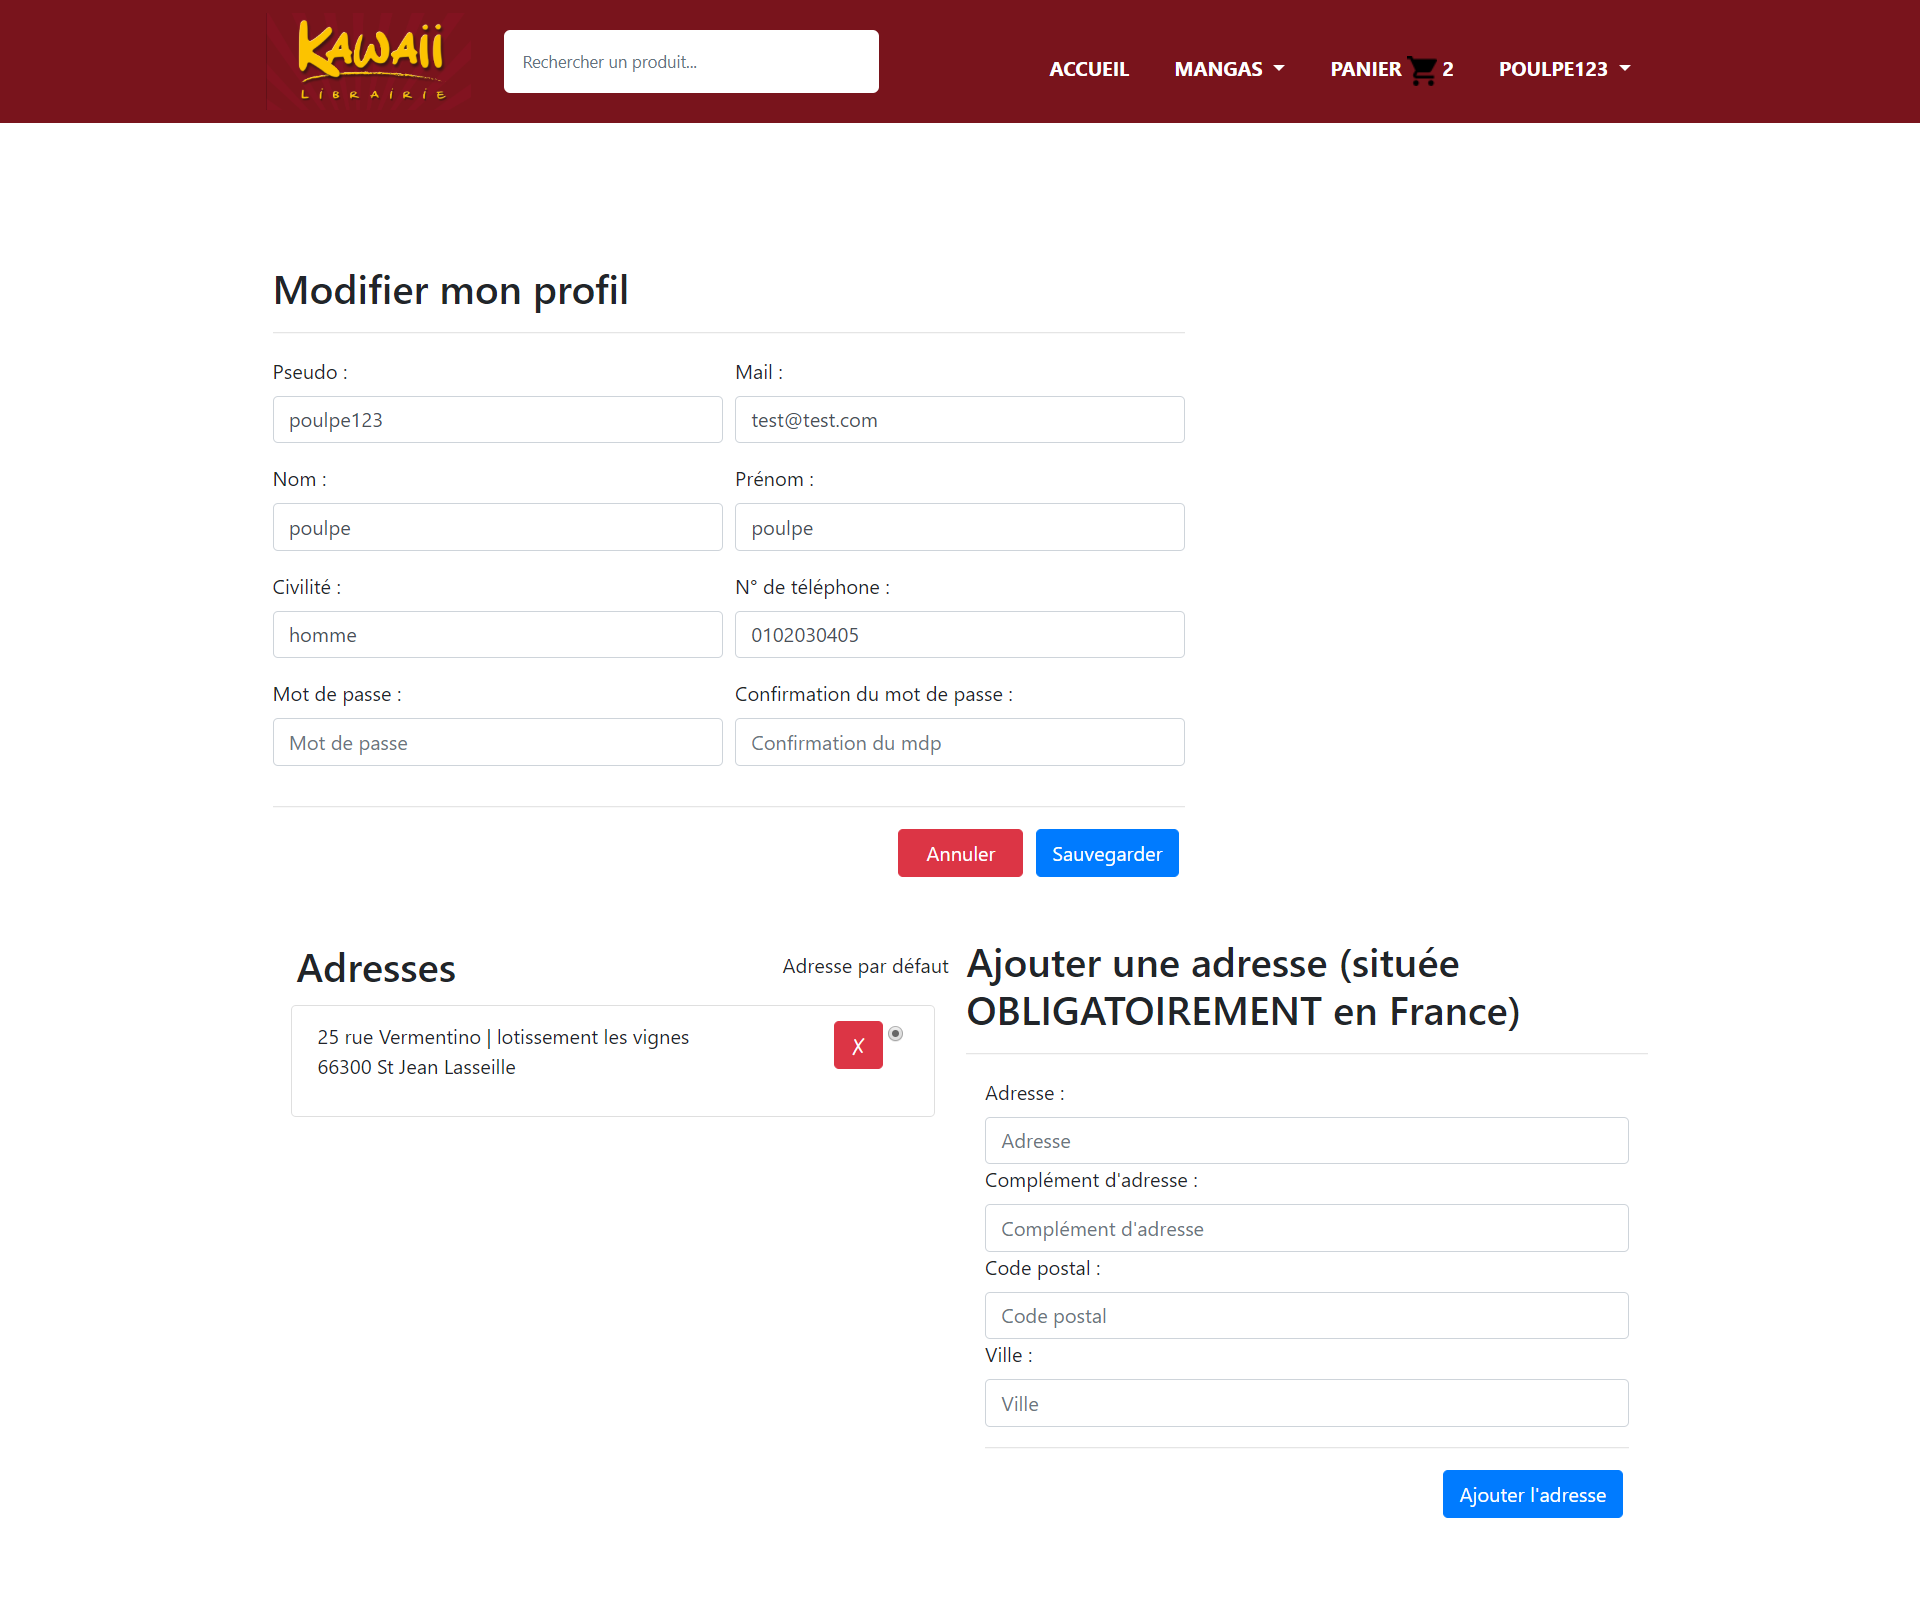 KAWAII
LIBRAIRIE
Rechercher un produit...
ACCUEIL
MANGAS
PANIER 2
POULPE123
Modifier mon profil
Pseudo :
Mail :
poulpe123
test@test.com
Nom :
Prénom :
poulpe
poulpe
Civilité :
N° de téléphone :
homme
0102030405
Mot de passe :
Confirmation du mot de passe :
Mot de passe
Confirmation du mdp
Annuler
Sauvegarder
Adresses
Adresse par défaut
25 rue Vermentino | lotissement les vignes
66300 St Jean Lasseille
X
Ajouter une adresse (située
OBLIGATOIREMENT en France)
Adresse :
Adresse
Complément d'adresse :
Complément d'adresse
Code postal :
Code postal
Ville :
Ville
Ajouter l'adresse